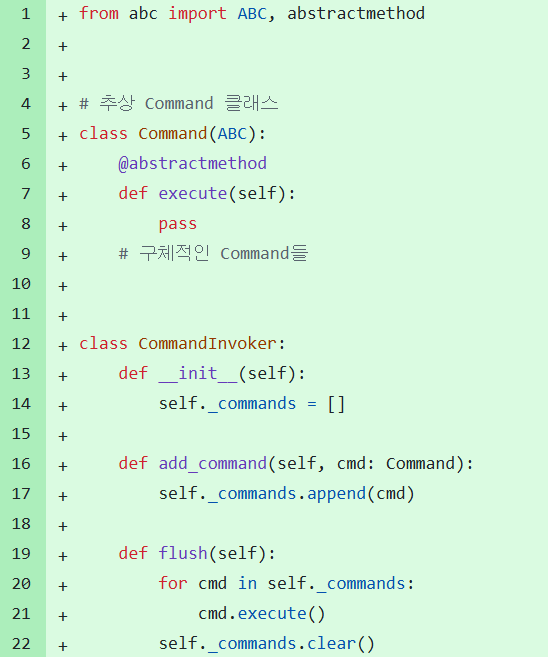 1 + from abc import ABC, abstractmethod
2 +
3 +
4 + # 추상 Command 클래스
5 + class Command(ABC):
6 +     @abstractmethod
7 +     def execute(self):
8 +         pass
9 +     # 구체적인 Command들
10 +
11 +
12 + class CommandInvoker:
13 +     def __init__(self):
14 +         self._commands = []
15 +
16 +     def add_command(self, cmd: Command):
17 +         self._commands.append(cmd)
18 +
19 +     def flush(self):
20 +         for cmd in self._commands:
21 +             cmd.execute()
22 +         self._commands.clear()